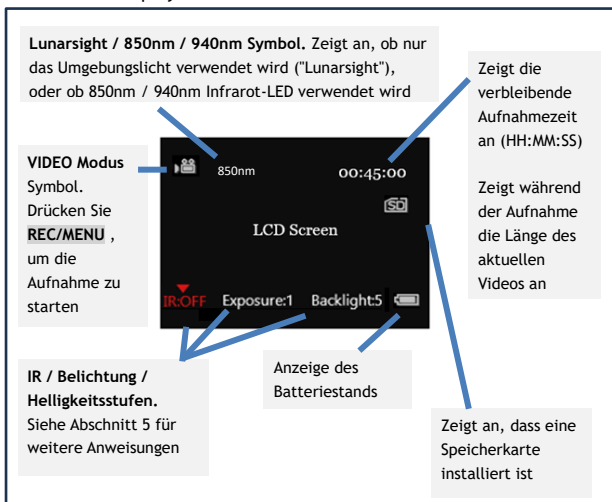 Lunarsight / 850nm / 940nm Symbol. Zeigt an, ob nur
das Umgebungslicht verwendet wird ("Lunarsight"),
oder ob 850nm / 940nm Infrarot-LED verwendet wird
Zeigt die
verbleibende
Aufnahmezeit
an (HH:MM:SS)
Zeigt während
der Aufnahme
die Länge des
aktuellen
Videos an
VIDEO Modus
Symbol.
Drücken Sie
REC/MENU ,
um die
Aufnahme zu
starten
850nm
00:45:00
SD
LCD Screen
IR:OFF Exposure:1 Backlight:5
IR / Belichtung /
Helligkeitsstufen.
Siehe Abschnitt 5 für
weitere Anweisungen
Anzeige des
Batteriestands
Zeigt an, dass eine
Speicherkarte
installiert ist